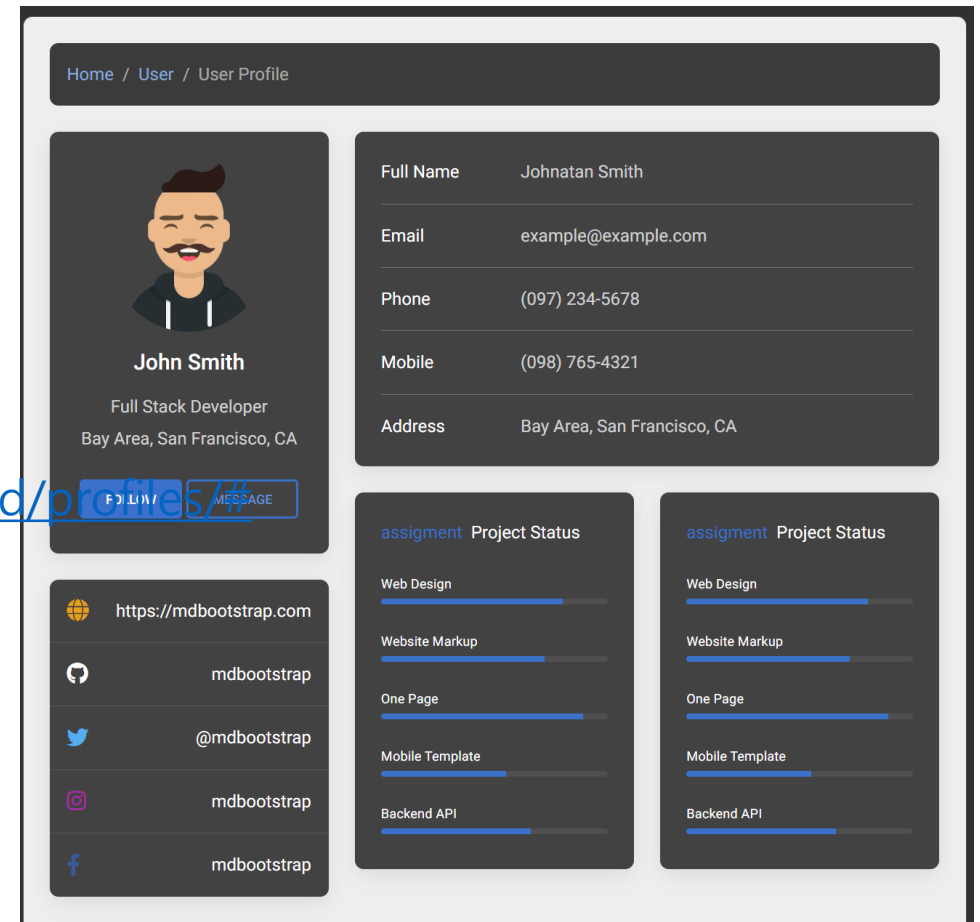 Home / User / User Profile
John Smith
Full Stack Developer
Bay Area, San Francisco, CA
FOLLOW MESSAGE
d/profiles/#
https://mdbootstrap.com
mdbootstrap
@mdbootstrap
mdbootstrap
mdbootstrap
Full Name Johnatan Smith
Email example@example.com
Phone (097) 234-5678
Mobile (098) 765-4321
Address Bay Area, San Francisco, CA
assigment Project Status
Web Design
Website Markup
One Page
Mobile Template
Backend API
assigment Project Status
Web Design
Website Markup
One Page
Mobile Template
Backend API